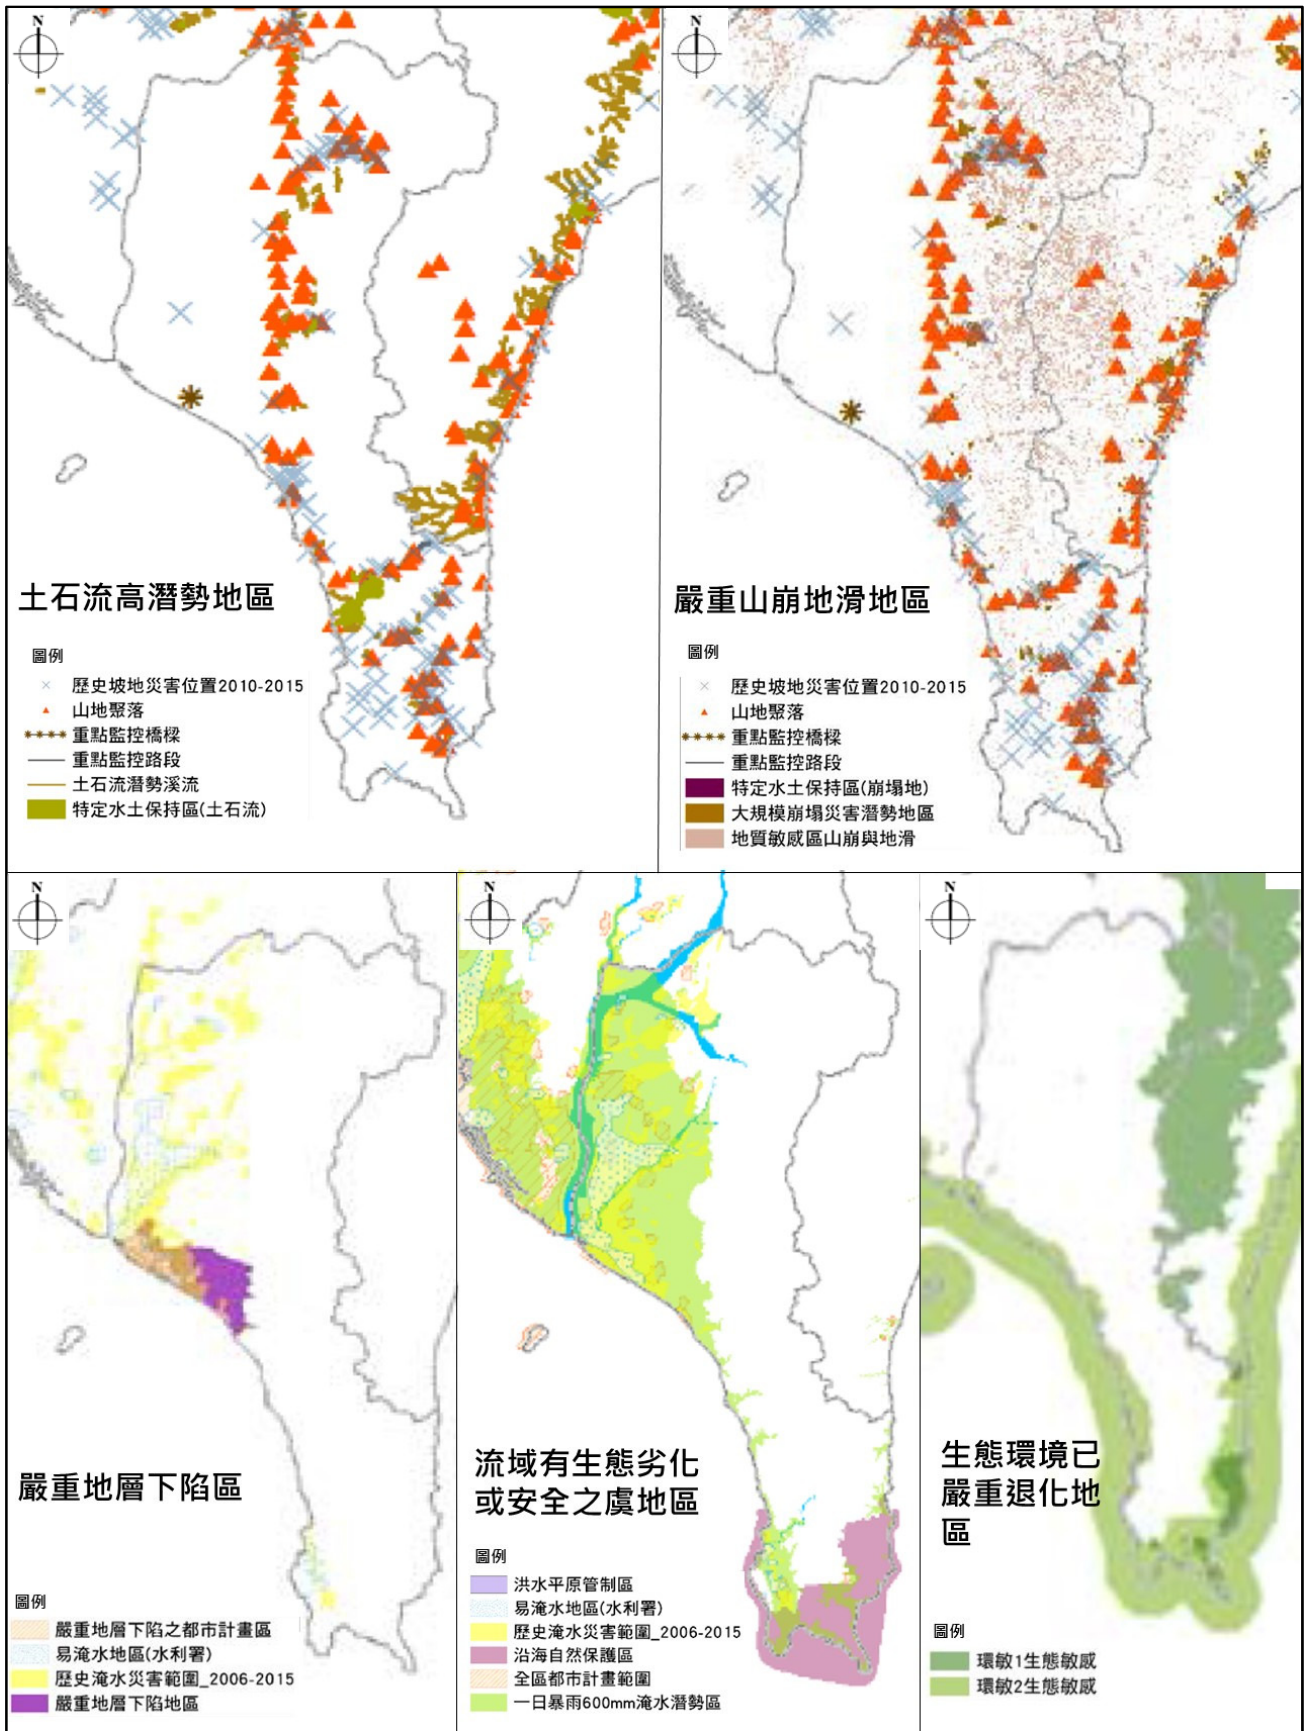 N
土石流高潛勢地區
圖例
歷史坡地災害位置2010-2015
山地聚落
重點監控橋樑
重點監控路段
土石流潛勢溪流
特定水土保持區(土石流)
N
嚴重山崩地滑地區
圖例
歷史坡地災害位置2010-2015
山地聚落
重點監控橋樑
重點監控路段
特定水土保持區(崩塌地)
大規模崩塌災害潛勢地區
地質敏感區山崩與地滑
N
嚴重地層下陷區
圖例
嚴重地層下陷之都市計畫區
易淹水地區(水利署)
歷史淹水災害範圍_2006-2015
嚴重地層下陷地區
N
流域有生態劣化
或安全之虞地區
圖例
洪水平原管制區
易淹水地區(水利署)
歷史淹水災害範圍_2006-2015
沿海自然保護區
全區都市計畫範圍
一日暴雨600mm淹水潛勢區
N
生態環境已
嚴重退化地
區
圖例
環敏1生態敏感
環敏2生態敏感